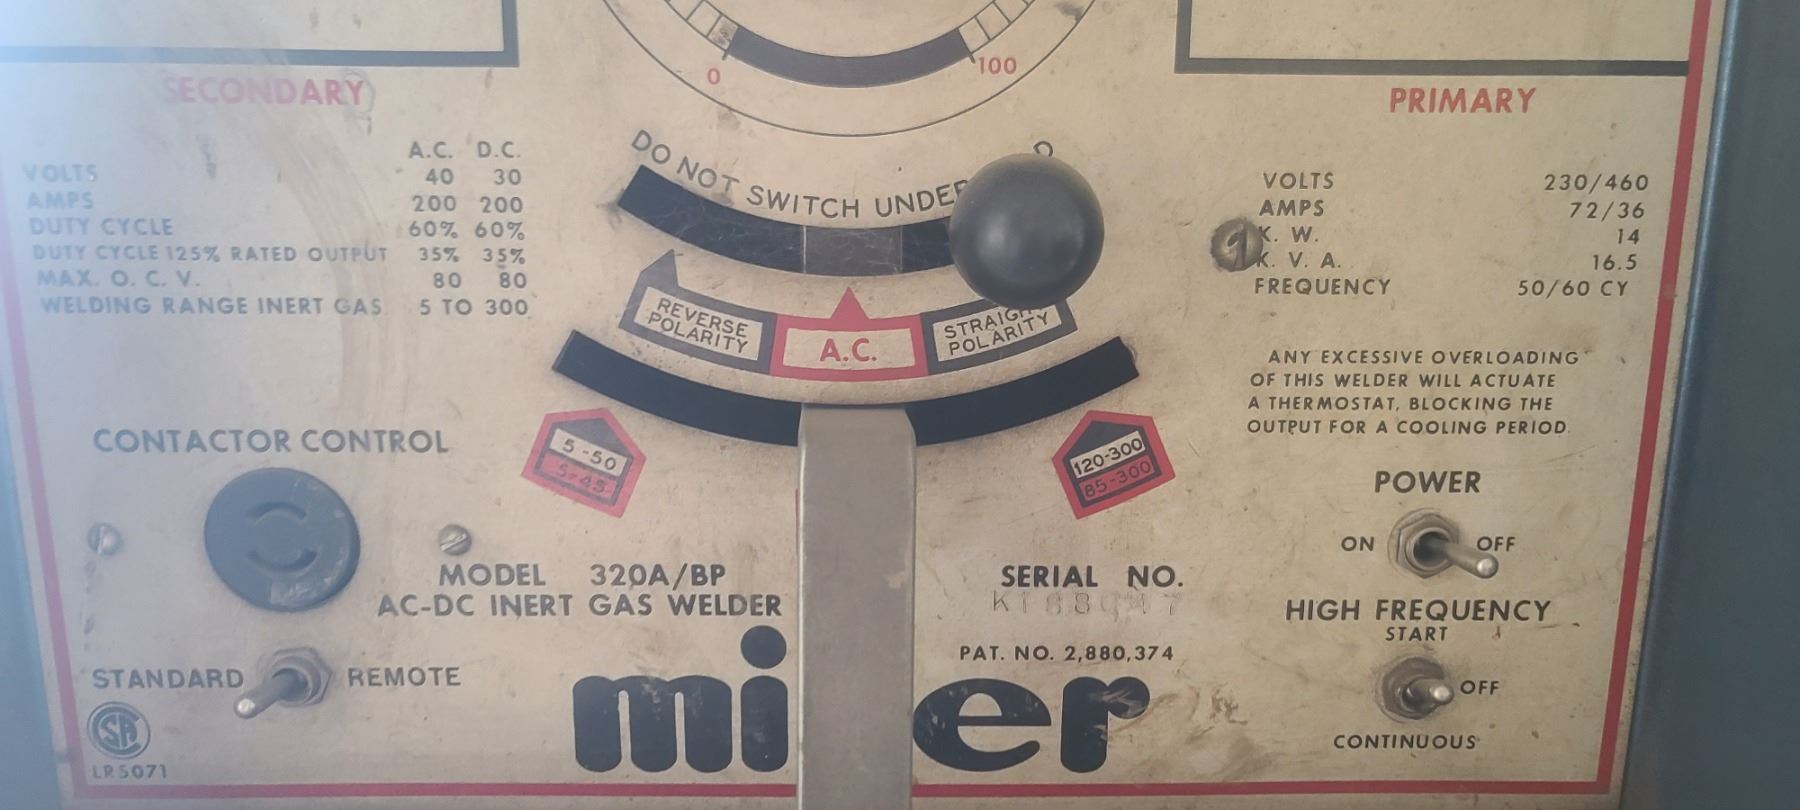 0
100
SECONDARY
A.C. D.C.
VOLTS 40 30
AMPS 200 200
DUTY CYCLE 60% 60%
DUTY CYCLE 125% RATED OUTPUT 35% 35%
MAX. O. C. V. 80 80
WELDING RANGE INERT GAS 5 TO 300
DO NOT SWITCH UNDER
REVERSE
POLARITY
A.C.
POLARITY
5-50
5-45
120-300
85-300
PRIMARY
VOLTS 230/460
AMPS 72/36
K. W. 14
K. V. A. 16.5
FREQUENCY 50/60 CY
ANY EXCESSIVE OVERLOADING
OF THIS WELDER WILL ACTUATE
A THERMOSTAT, BLOCKING THE
OUTPUT FOR A COOLING PERIOD.
CONTACTOR CONTROL
STANDARD REMOTE
LR5071
MODEL 320A/BP
AC-DC INERT GAS WELDER
SERIAL NO.
PAT. NO. 2,880,374
POWER
ON OFF
HIGH FREQUENCY
START
OFF
CONTINUOUS